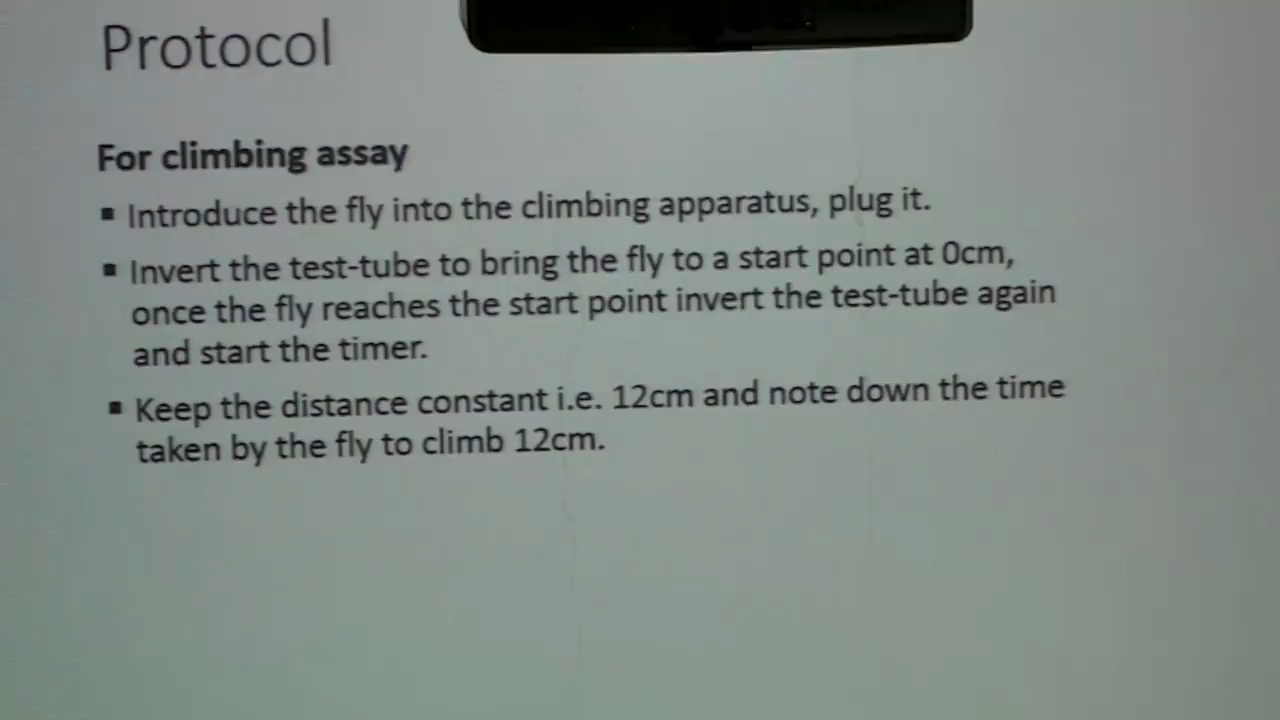 Protocol
For climbing assay
▪ Introduce the fly into the climbing apparatus, plug it.
▪ Invert the test-tube to bring the fly to a start point at 0cm,
once the fly reaches the start point invert the test-tube again
and start the timer.
▪ Keep the distance constant i.e. 12cm and note down the time
taken by the fly to climb 12cm.